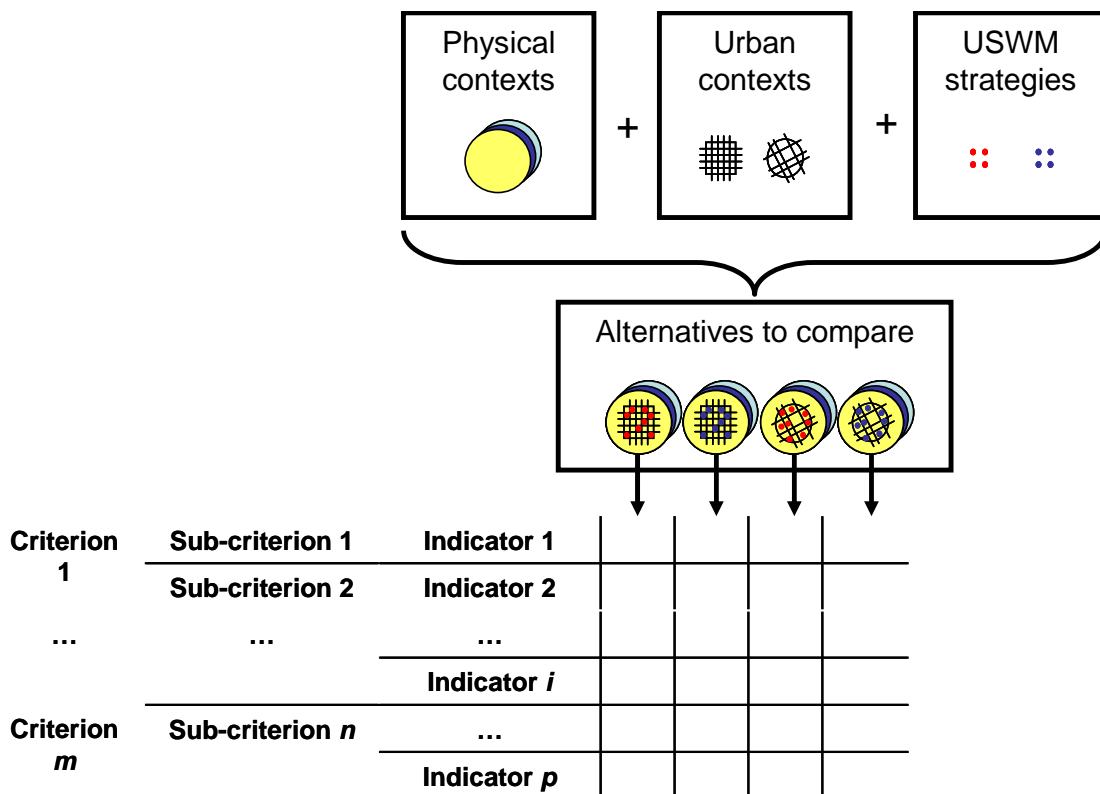 Physical
contexts
+
Urban
contexts
+
USWM
strategies
Alternatives to compare
Criterion
1
Sub-criterion 1
Indicator 1
Sub-criterion 2
Indicator 2
...
...
...
Indicator i
Criterion
m
Sub-criterion n
...
Indicator p